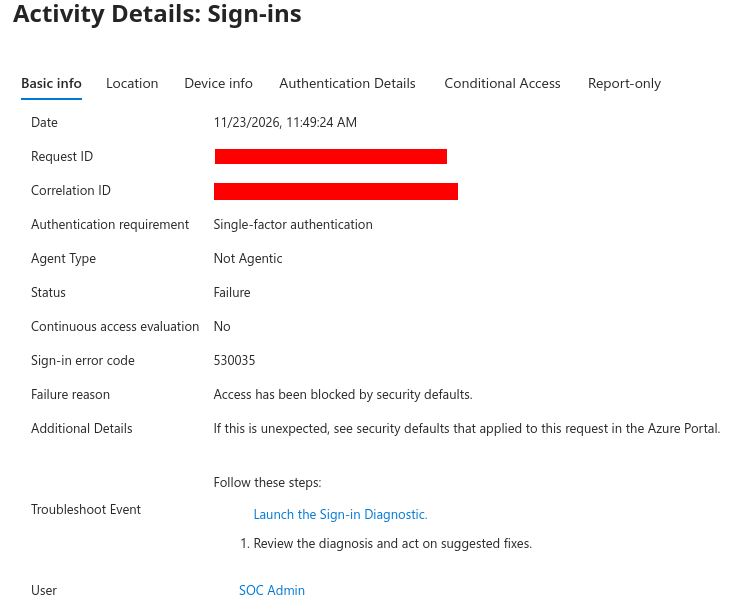 Activity Details: Sign-ins
Basic info Location Device info Authentication Details Conditional Access Report-only
Date 11/23/2026, 11:49:24 AM
Request ID
Correlation ID
Authentication requirement Single-factor authentication
Agent Type Not Agentic
Status Failure
Continuous access evaluation No
Sign-in error code 530035
Failure reason Access has been blocked by security defaults.
Additional Details If this is unexpected, see security defaults that applied to this request in the Azure Portal.
Follow these steps:
Troubleshoot Event
Launch the Sign-in Diagnostic.
1. Review the diagnosis and act on suggested fixes.
User SOC Admin